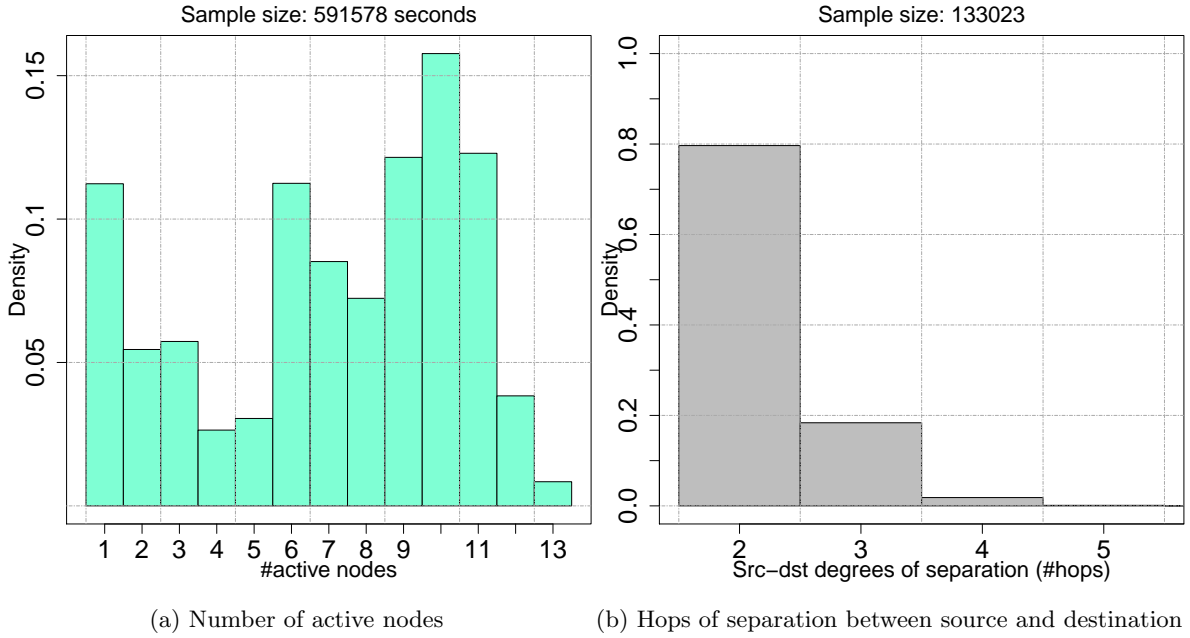 Sample size: 591578 seconds
Density
0.15
0.1
0.05
1 2 3 4 5 6 7 8 9 11 13
#active nodes
(a) Number of active nodes
Sample size: 133023
Density
1.0
0.8
0.6
0.4
0.2
0.0
2 3 4 5
Src−dst degrees of separation (#hops)
(b) Hops of separation between source and destination